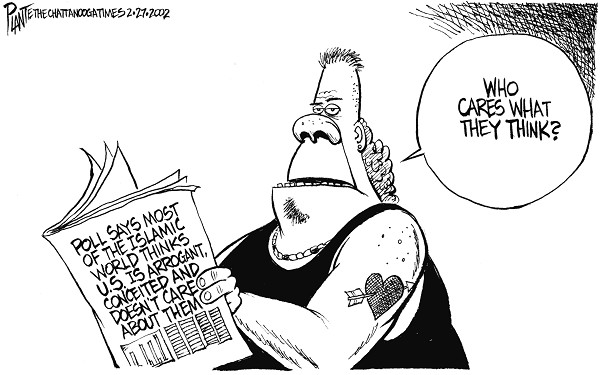 PLANTE THE CHATTANOOGA TIMES 2·27·2002
WHO
CARES WHAT
THEY THINK?
POLL SAYS MOST
OF THE ISLAMIC
WORLD THINKS
U.S. IS ARROGANT,
CONCEITED AND
DOESN'T CARE
ABOUT THEM